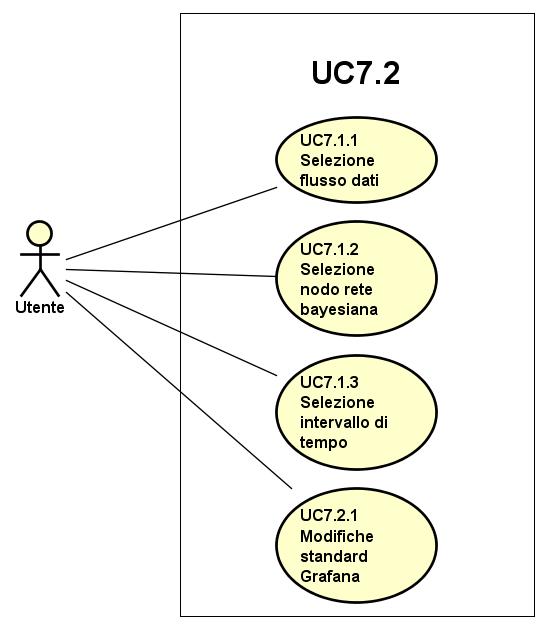 UC7.2
UC7.1.1
Selezione
flusso dati
UC7.1.2
Selezione
nodo rete
bayesiana
Utente
UC7.1.3
Selezione
intervallo di
tempo
UC7.2.1
Modifiche
standard
Grafana